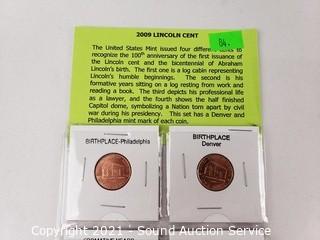 2009 LINCOLN CENT
84.
The United States Mint issued four differen
to
recognize the 100th anniversary of the first issuance of
the Lincoln cent and the bicentennial of Abraham
Lincoln's birth. The first one is a log cabin representing
Lincoln's humble beginnings. The second is his
formative years sitting on a log resting from work and
reading a book. The third depicts his professional life
as a lawyer, and the fourth shows the half finished
Capitol dome, symbolizing a Nation torn apart by civil
war during his presidency. This set has a Denver and
Philadelphia mint mark of each coin.
BIRTHPLACE-Philadelphia
BIRTHPLACE
Denver
Copyright 2021 - Sound Auction Service